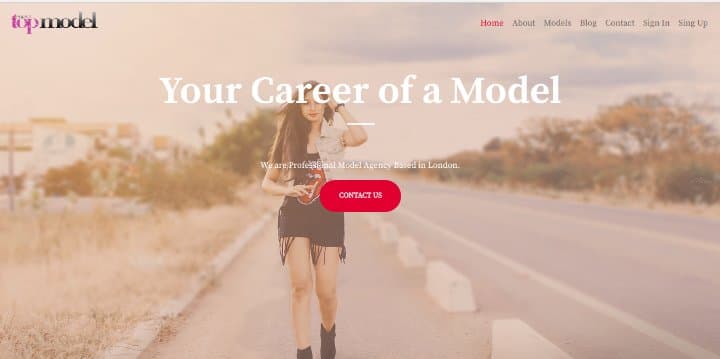 top model
Home About Models Blog Contact Sign In Sing Up
Your Career of a Model
We are Professional Model Agency Based in London.
CONTACT US